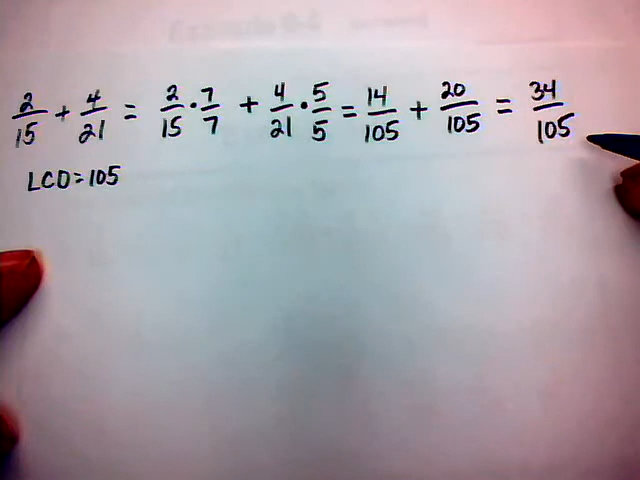 2/15 + 4/21 = 2/15 · 7/7 + 4/21 · 5/5 = 14/105 + 20/105 = 34/105
LCD = 105